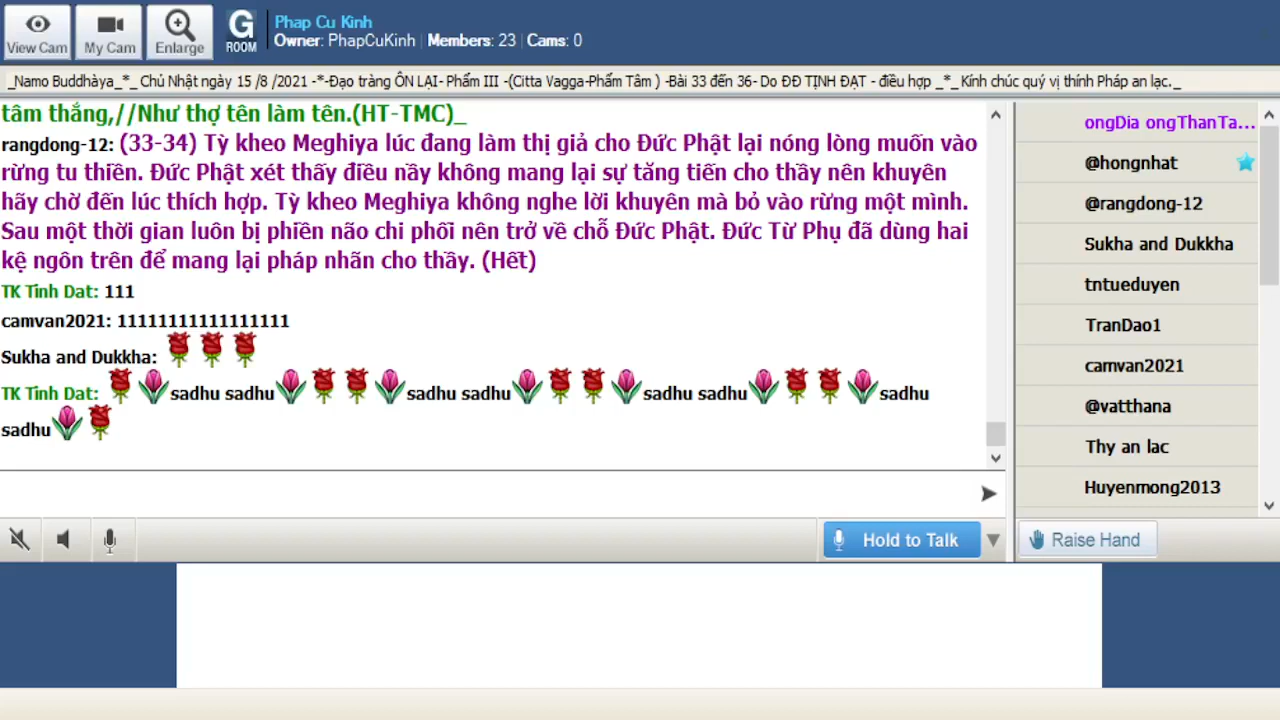 View Cam
My Cam
Enlarge
G
ROOM
Phap Cu Kinh
Owner: PhapCuKinh | Members: 23 | Cams: 0
_Namo Buddhàya_*_ Chủ Nhật ngày 15 /8 /2021 -*-Đạo tràng ÔN LẠI- Phẩm III -(Citta Vagga-Phẩm Tâm ) -Bài 33 đến 36- Do ĐĐ TỊNH ĐẠT - điều hợp _*_ Kính chúc quý vị thính Pháp an lạc._
tâm thắng,//Như thợ tên làm tên.(HT-TMC)_
rangdong-12: (33-34) Tỳ kheo Meghiya lúc đang làm thị giả cho Đức Phật lại nóng lòng muốn vào
rừng tu thiền. Đức Phật xét thấy điều nầy không mang lại sự tăng tiến cho thầy nên khuyên
hãy chờ đến lúc thích hợp. Tỳ kheo Meghiya không nghe lời khuyên mà bỏ vào rừng một mình.
Sau một thời gian luôn bị phiền não chi phối nên trở về chỗ Đức Phật. Đức Từ Phụ đã dùng hai
kệ ngôn trên để mang lại pháp nhãn cho thầy. (Hết)
TK Tinh Dat: 111
camvan2021: 11111111111111111
Sukha and Dukkha:
TK Tinh Dat: sadhu sadhu sadhu sadhu sadhu sadhu sadhu
sadhu
ongDia ongThanTa...
@hongnhat
@rangdong-12
Sukha and Dukkha
tntueduyen
TranDao1
camvan2021
@vatthana
Thy an lac
Huyenmong2013
Hold to Talk
Raise Hand